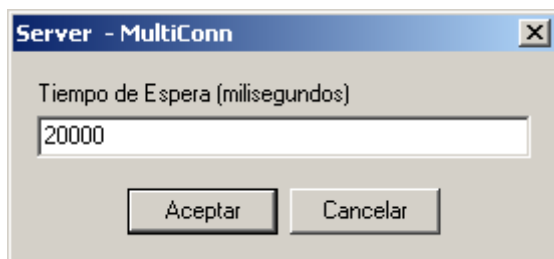 Server - MultiConn
Tiempo de Espera (milisegundos)
20000
Aceptar
Cancelar